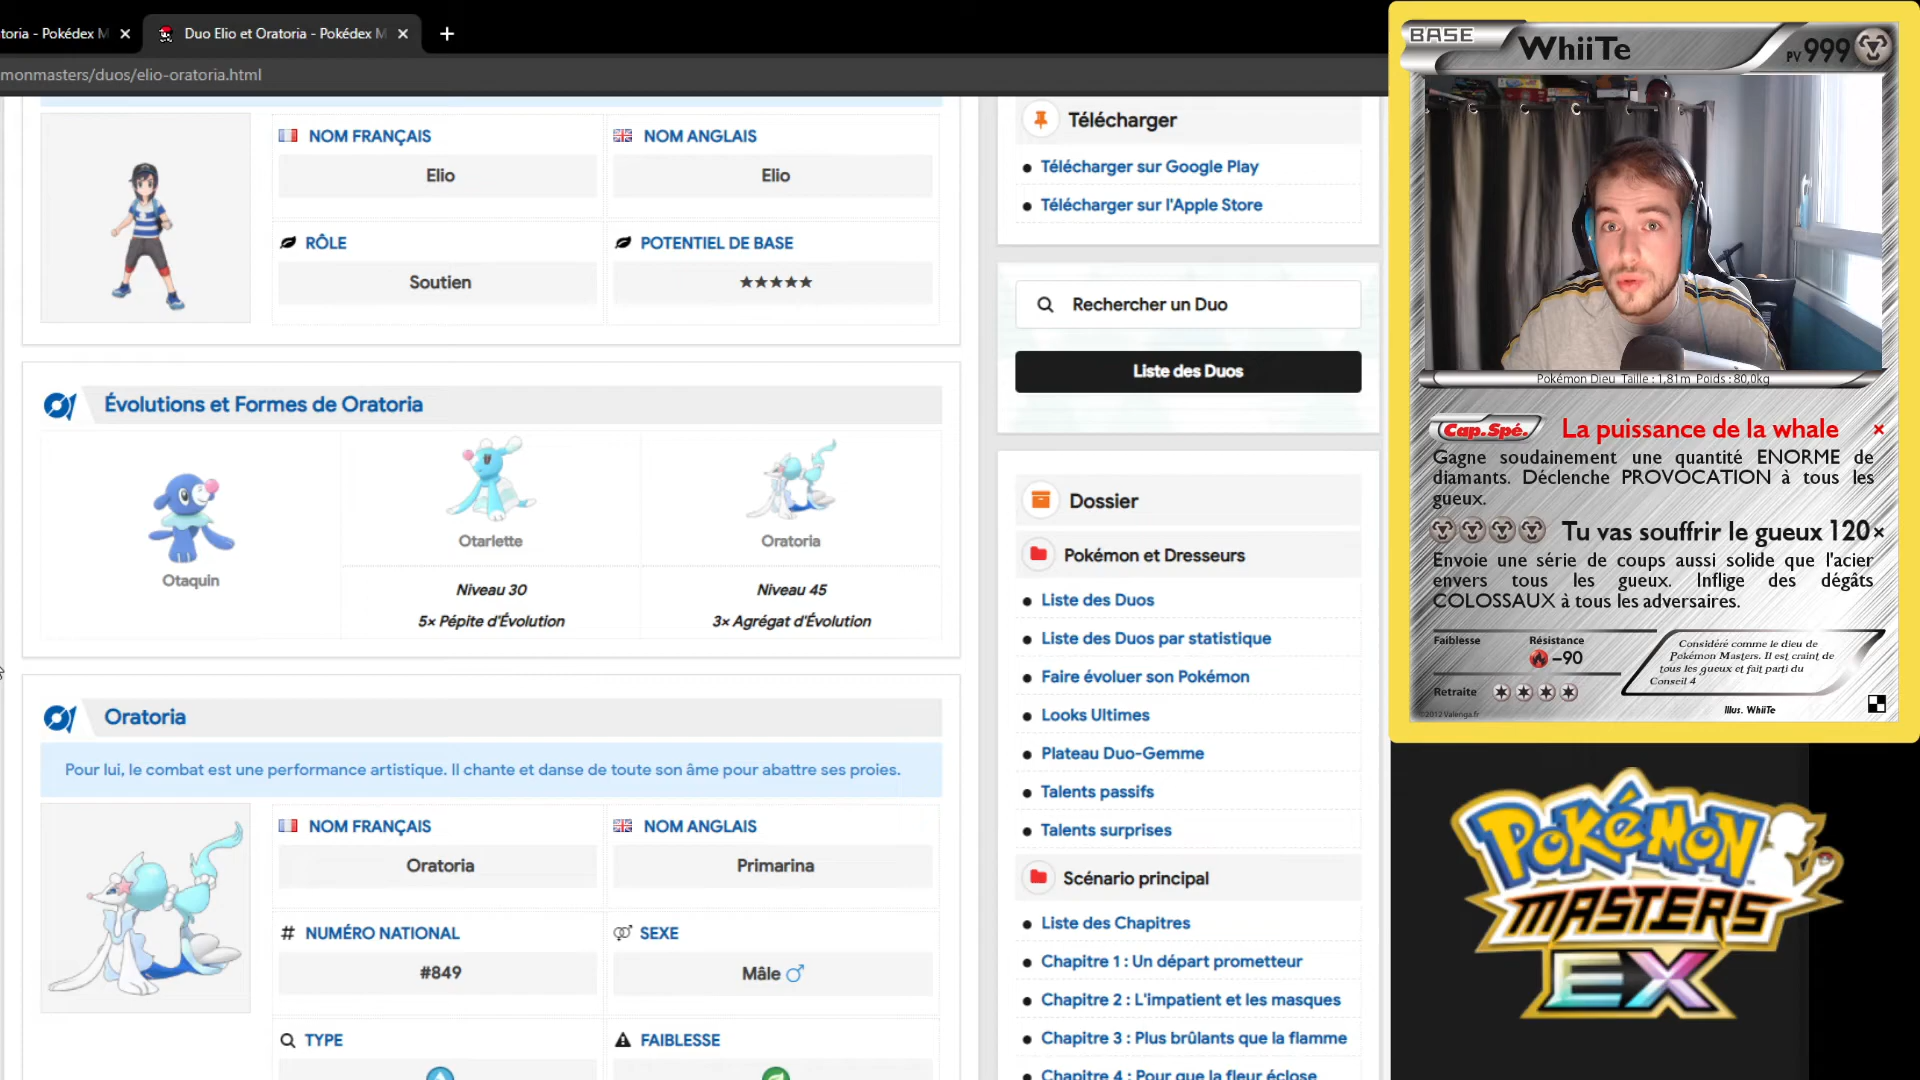 toria - Pokédex M
Duo Elio et Oratoria - Pokédex M
monmasters/duos/elio-oratoria.html
NOM FRANÇAIS
NOM ANGLAIS
Elio
Elio
RÔLE
POTENTIEL DE BASE
Soutien
★★★★★
Évolutions et Formes de Oratoria
Otaquin
Otarlette
Oratoria
Niveau 30
Niveau 45
5× Pépite d'Évolution
3× Agrégat d'Évolution
Oratoria
Pour lui, le combat est une performance artistique. Il chante et danse de toute son âme pour abattre ses proies.
NOM FRANÇAIS
NOM ANGLAIS
Oratoria
Primarina
# NUMÉRO NATIONAL
SEXE
#849
Mâle ♂
TYPE
FAIBLESSE
Télécharger
Télécharger sur Google Play
Télécharger sur l'Apple Store
Rechercher un Duo
Liste des Duos
Dossier
Pokémon et Dresseurs
Liste des Duos
Liste des Duos par statistique
Faire évoluer son Pokémon
Looks Ultimes
Plateau Duo-Gemme
Talents passifs
Talents surprises
Scénario principal
Liste des Chapitres
Chapitre 1 : Un départ prometteur
Chapitre 2 : L'impatient et les masques
Chapitre 3 : Plus brûlants que la flamme
Chapitre 4 : Pour que la fleur éclose
BASE
WhiiTe
PV 999
Pokémon Dieu Taille : 1,81m Poids : 80,0kg
Cap.Spé.
La puissance de la whale ×
Gagne soudainement une quantité ENORME de
diamants. Déclenche PROVOCATION à tous les
gueux.
Tu vas souffrir le gueux 120×
Envoie une série de coups aussi solide que l'acier
envers tous les gueux. Inflige des dégâts
COLOSSAUX à tous les adversaires.
Faiblesse
Résistance
-90
Retraite
Considéré comme le dieu de
Pokémon Masters. Il est craint de
tous les gueux et fait parti du
Conseil 4
©2012 Valenga.fr
Illus. WhiiTe
POKéMON
MASTERS
EX